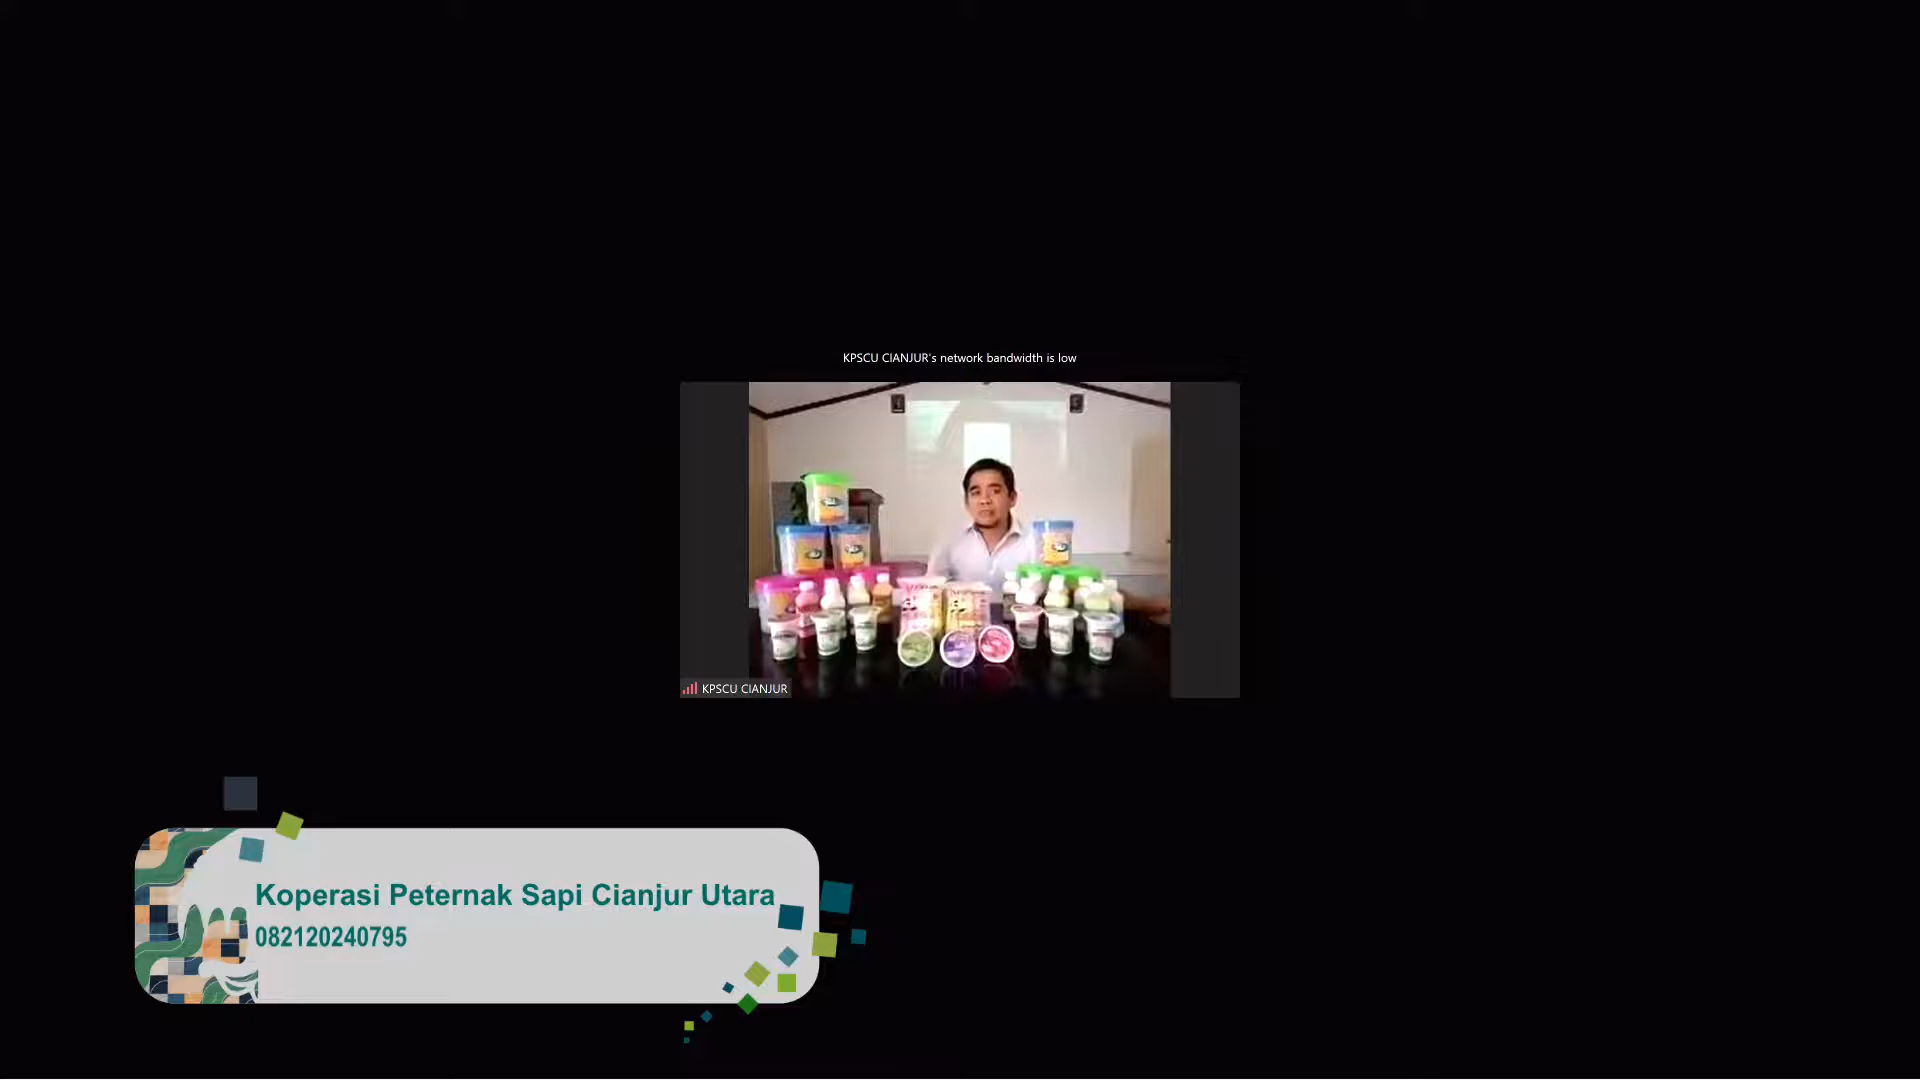 KPSCU CIANJUR's network bandwidth is low
KPSCU CIANJUR
Koperasi Peternak Sapi Cianjur Utara
082120240795